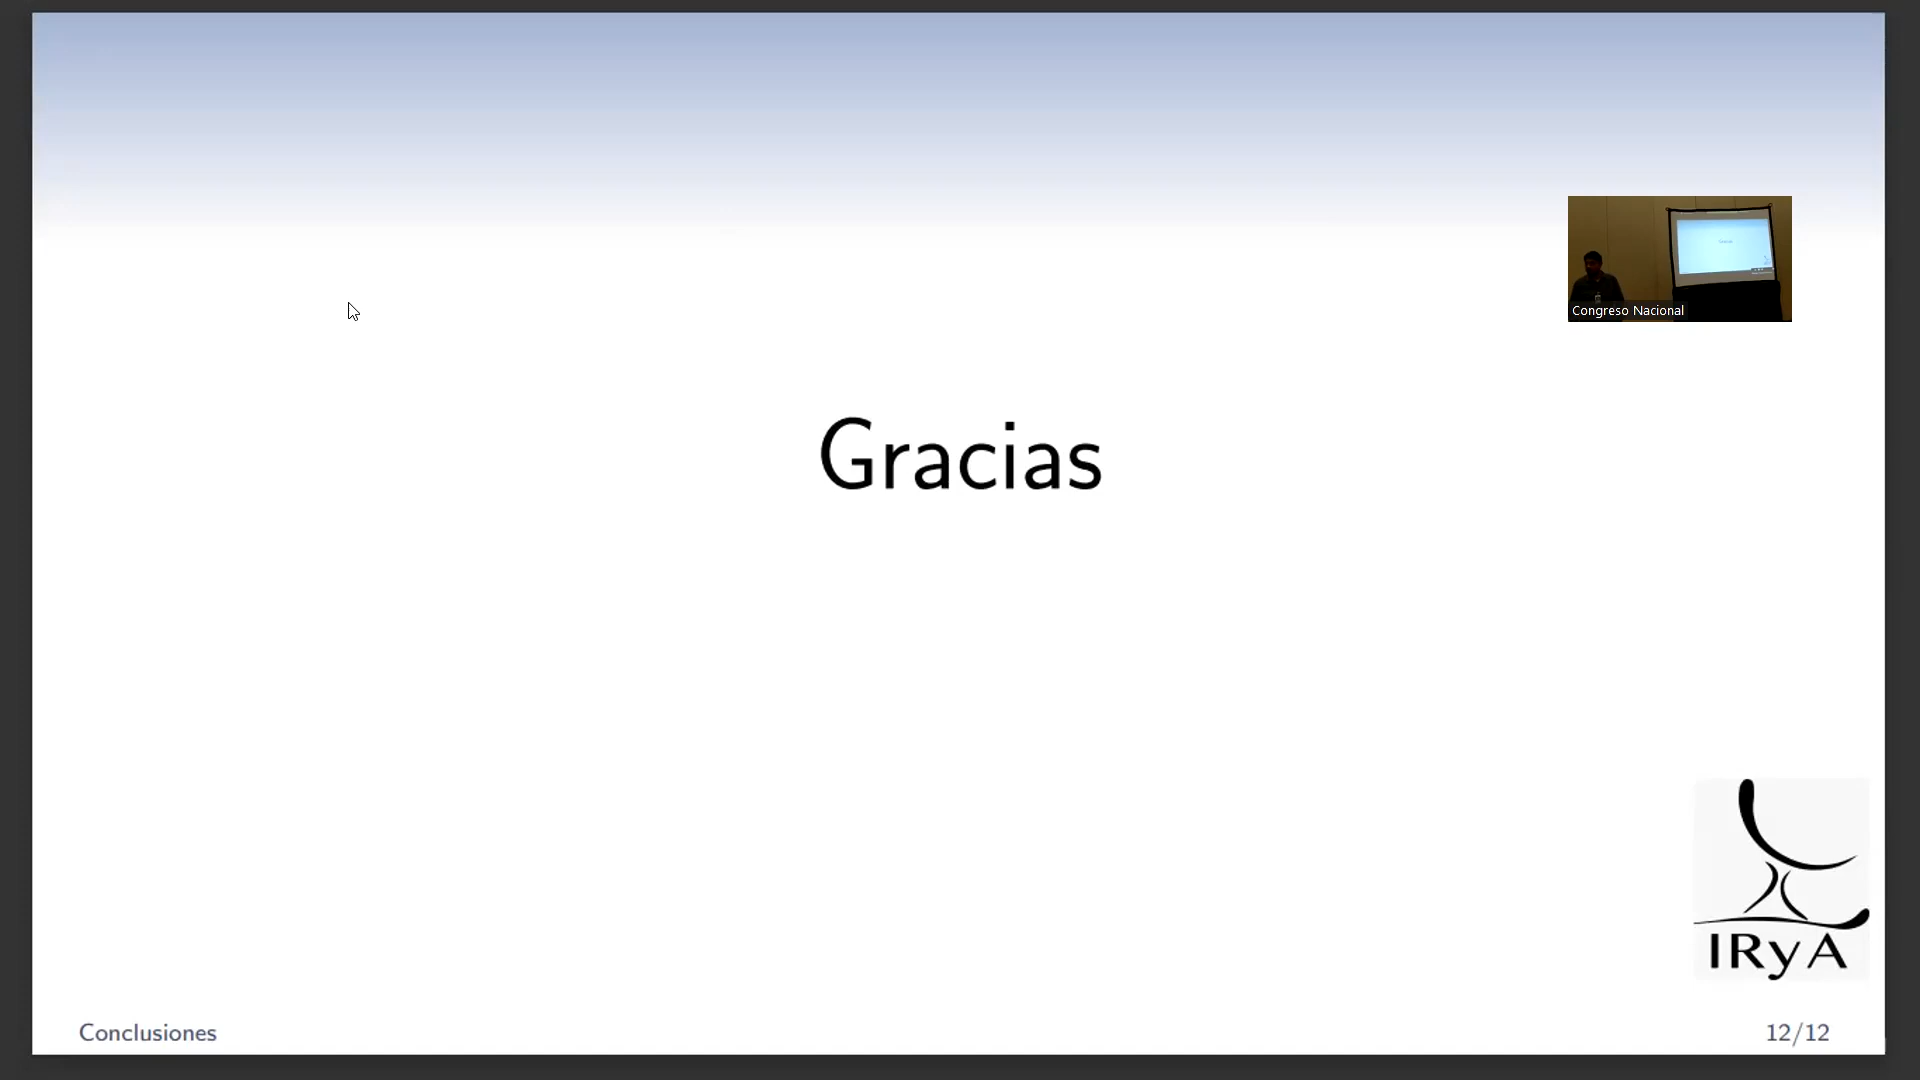 Congreso Nacional
Gracias
IRyA
Conclusiones
12/12